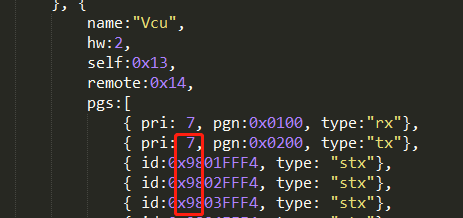 }, {
name:"Vcu",
hw:2,
self:0x13,
remote:0x14,
pgs:[
{ pri: 7, pgn:0x0100, type:"rx"},
{ pri: 7, pgn:0x0200, type:"tx"},
{ id:0x9801FFF4, type: "stx"},
{ id:0x9802FFF4, type: "stx"},
{ id:0x9803FFF4, type: "stx"},